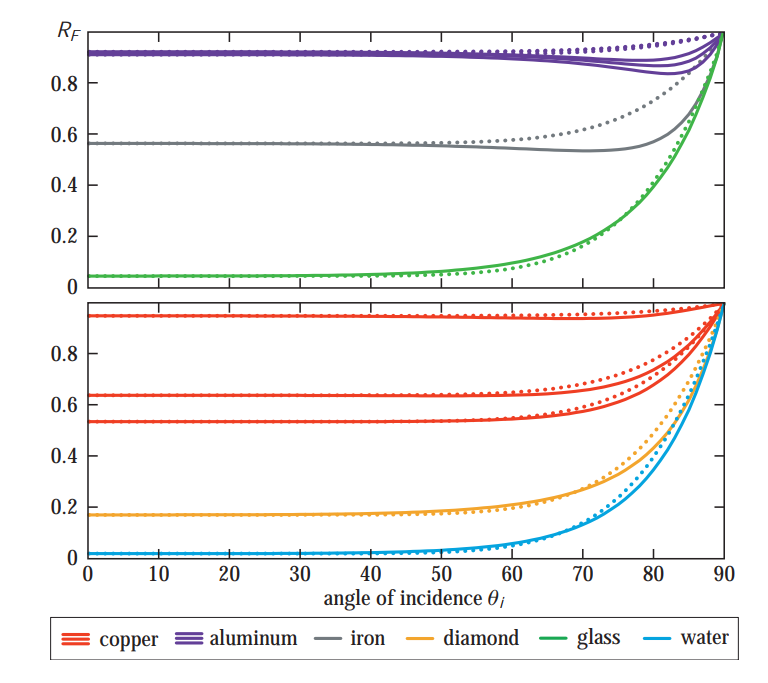 R_F
0.8
0.6
0.4
0.2
0
0.8
0.6
0.4
0.2
0
0 10 20 30 40 50 60 70 80 90
angle of incidence θ_i
copper aluminum iron diamond glass water